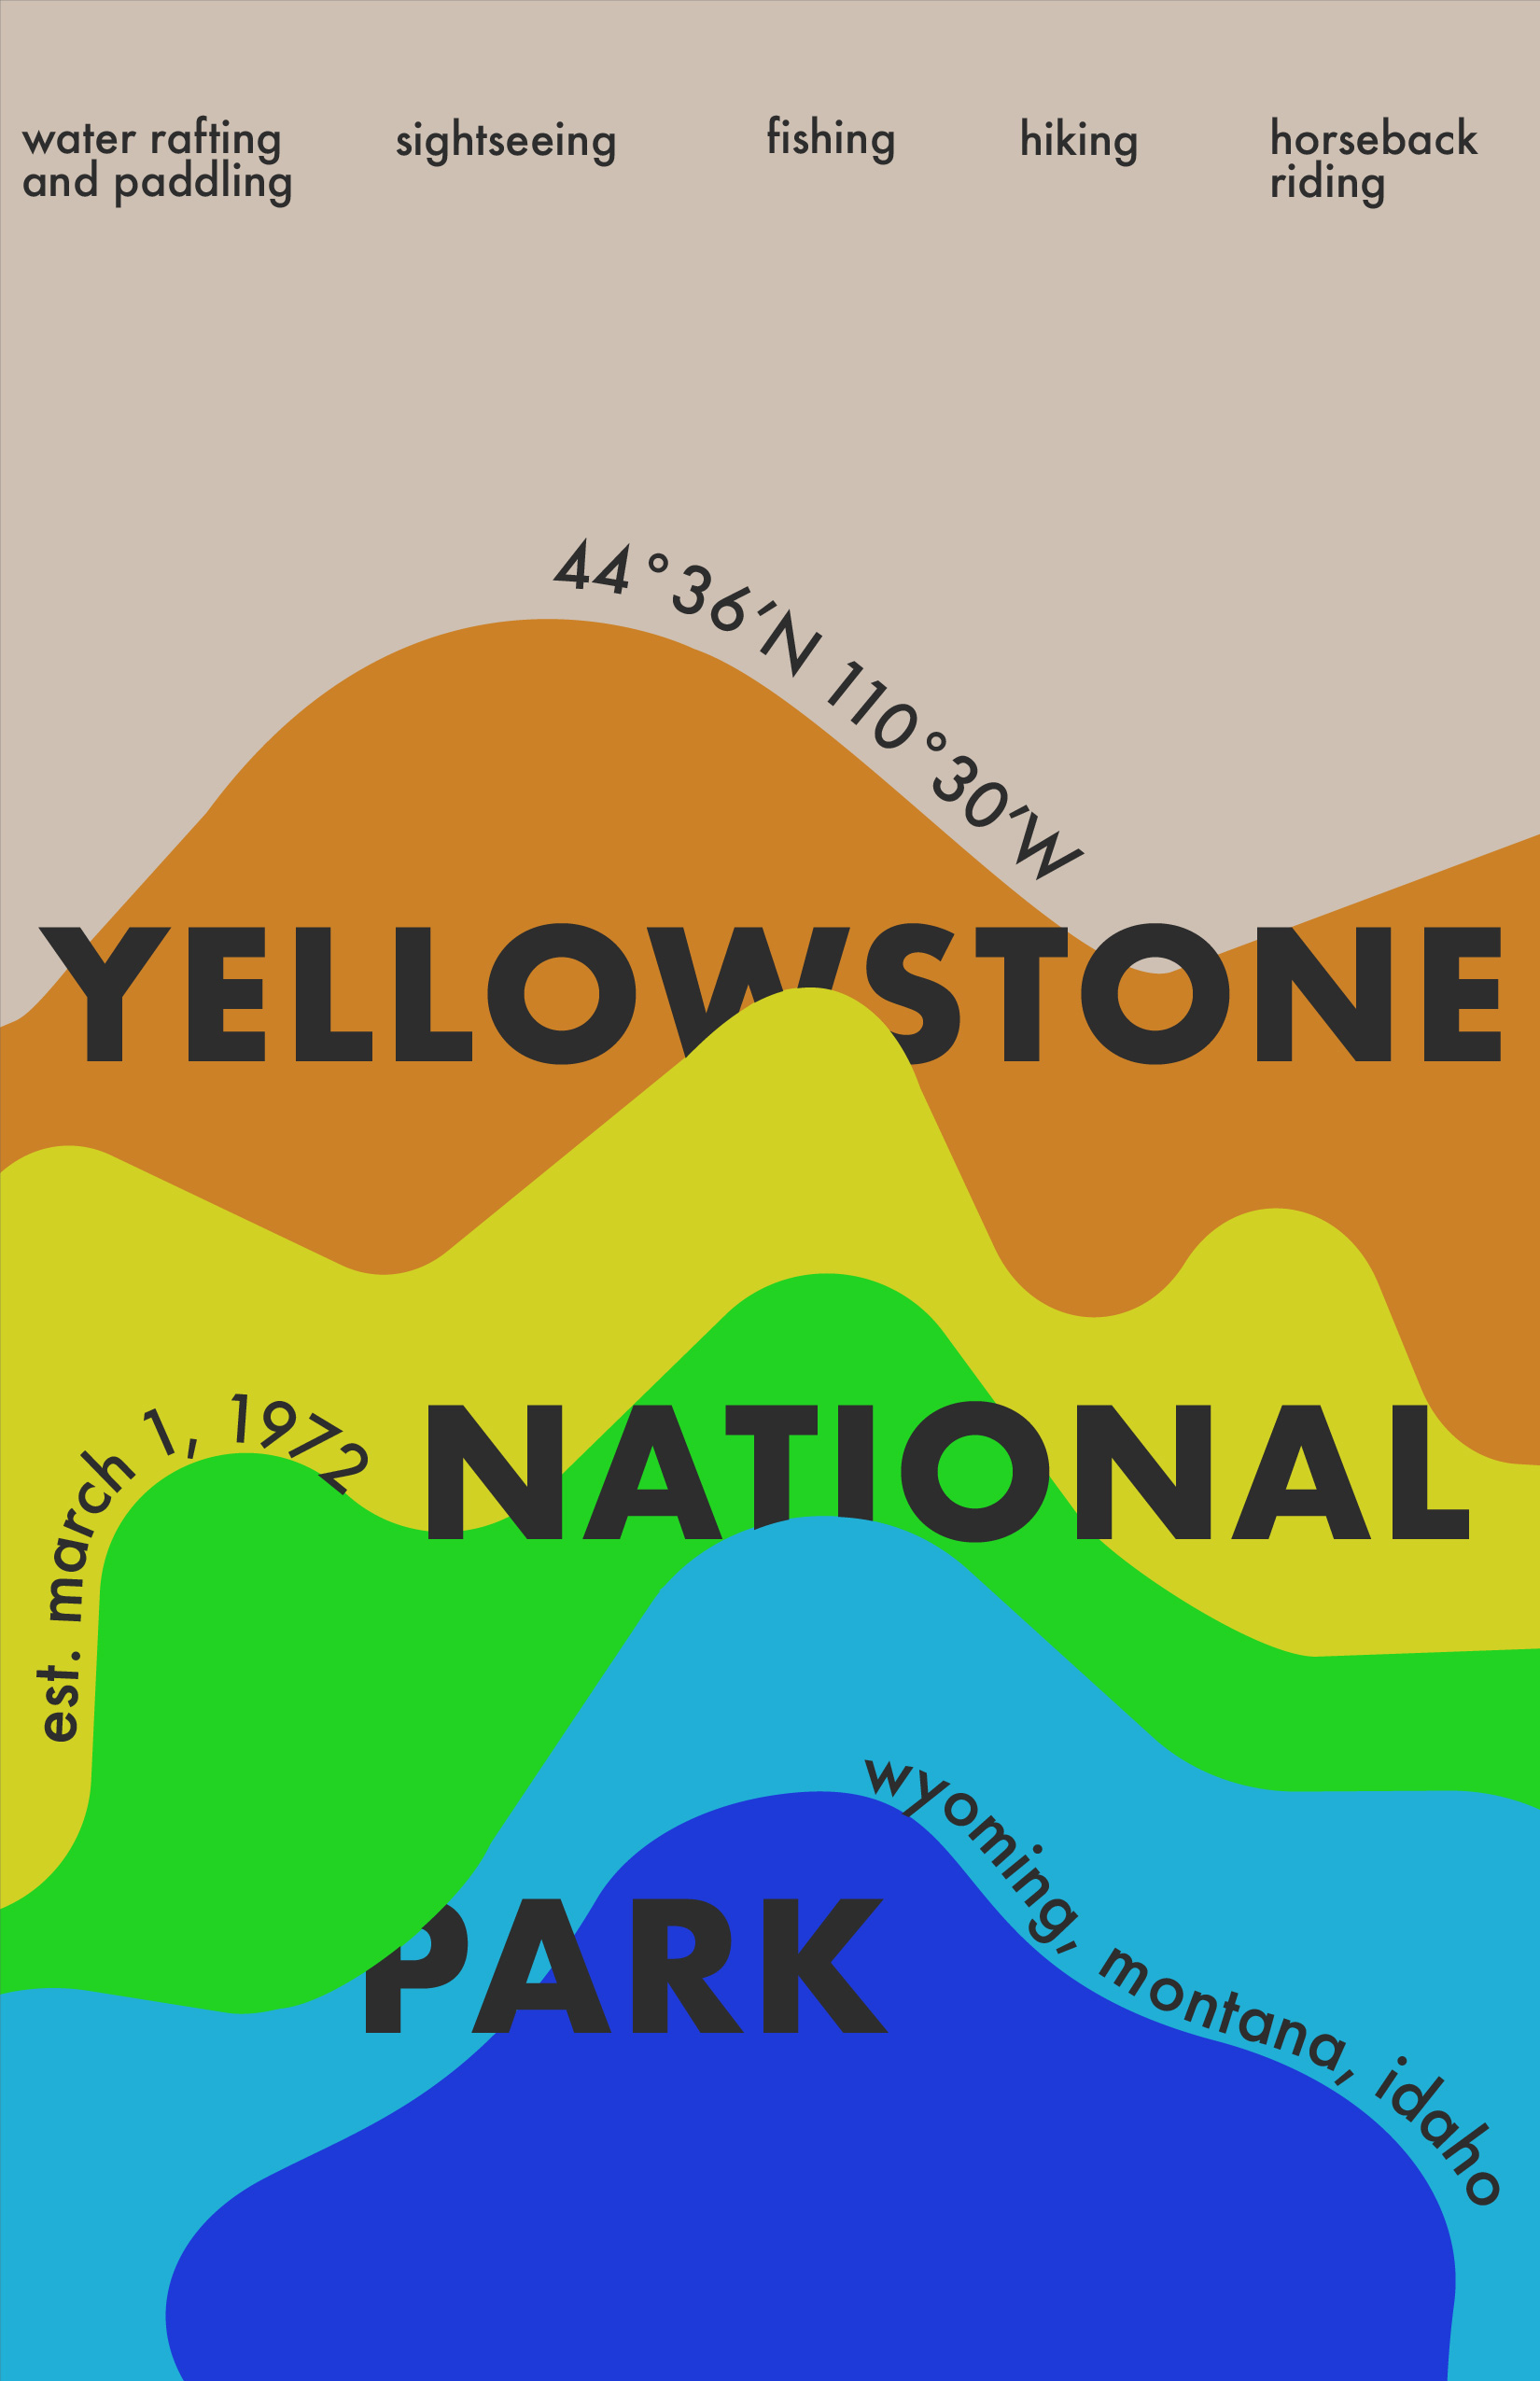 water rafting
and paddling
sightseeing
fishing
hiking
horseback
riding
44°36'N 110°30'W
YELLOWSTONE
est. march 1, 1972
NATIONAL
wyoming, montana, idaho
PARK